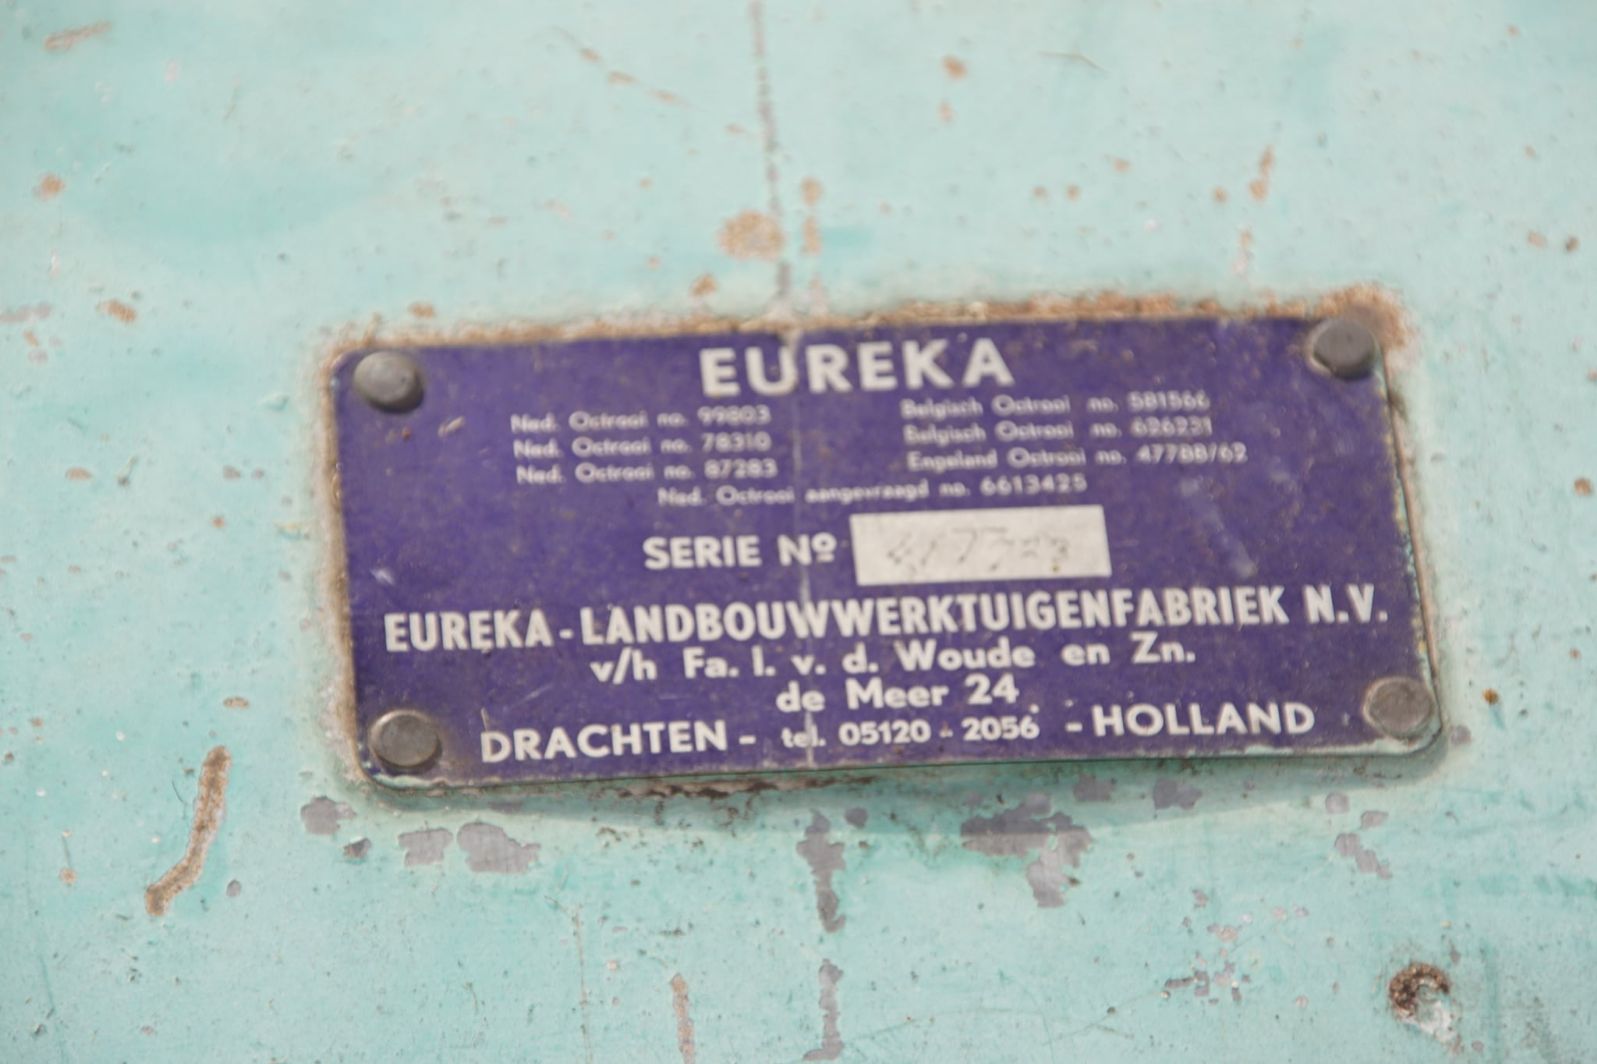 EUREKA
Ned. Octrooi no. 99803 Belgisch Octrooi no. 581566
Ned. Octrooi no. 78310 Belgisch Octrooi no. 626231
Ned. Octrooi no. 87283 Engeland Octrooi no. 47788/62
Ned. Octrooi aangevraagd no. 6613425
SERIE Nº
EUREKA-LANDBOUWWERKTUIGENFABRIEK N.V.
v/h Fa. I. v. d. Woude en Zn.
de Meer 24
DRACHTEN - tel. 05120 - 2056 - HOLLAND